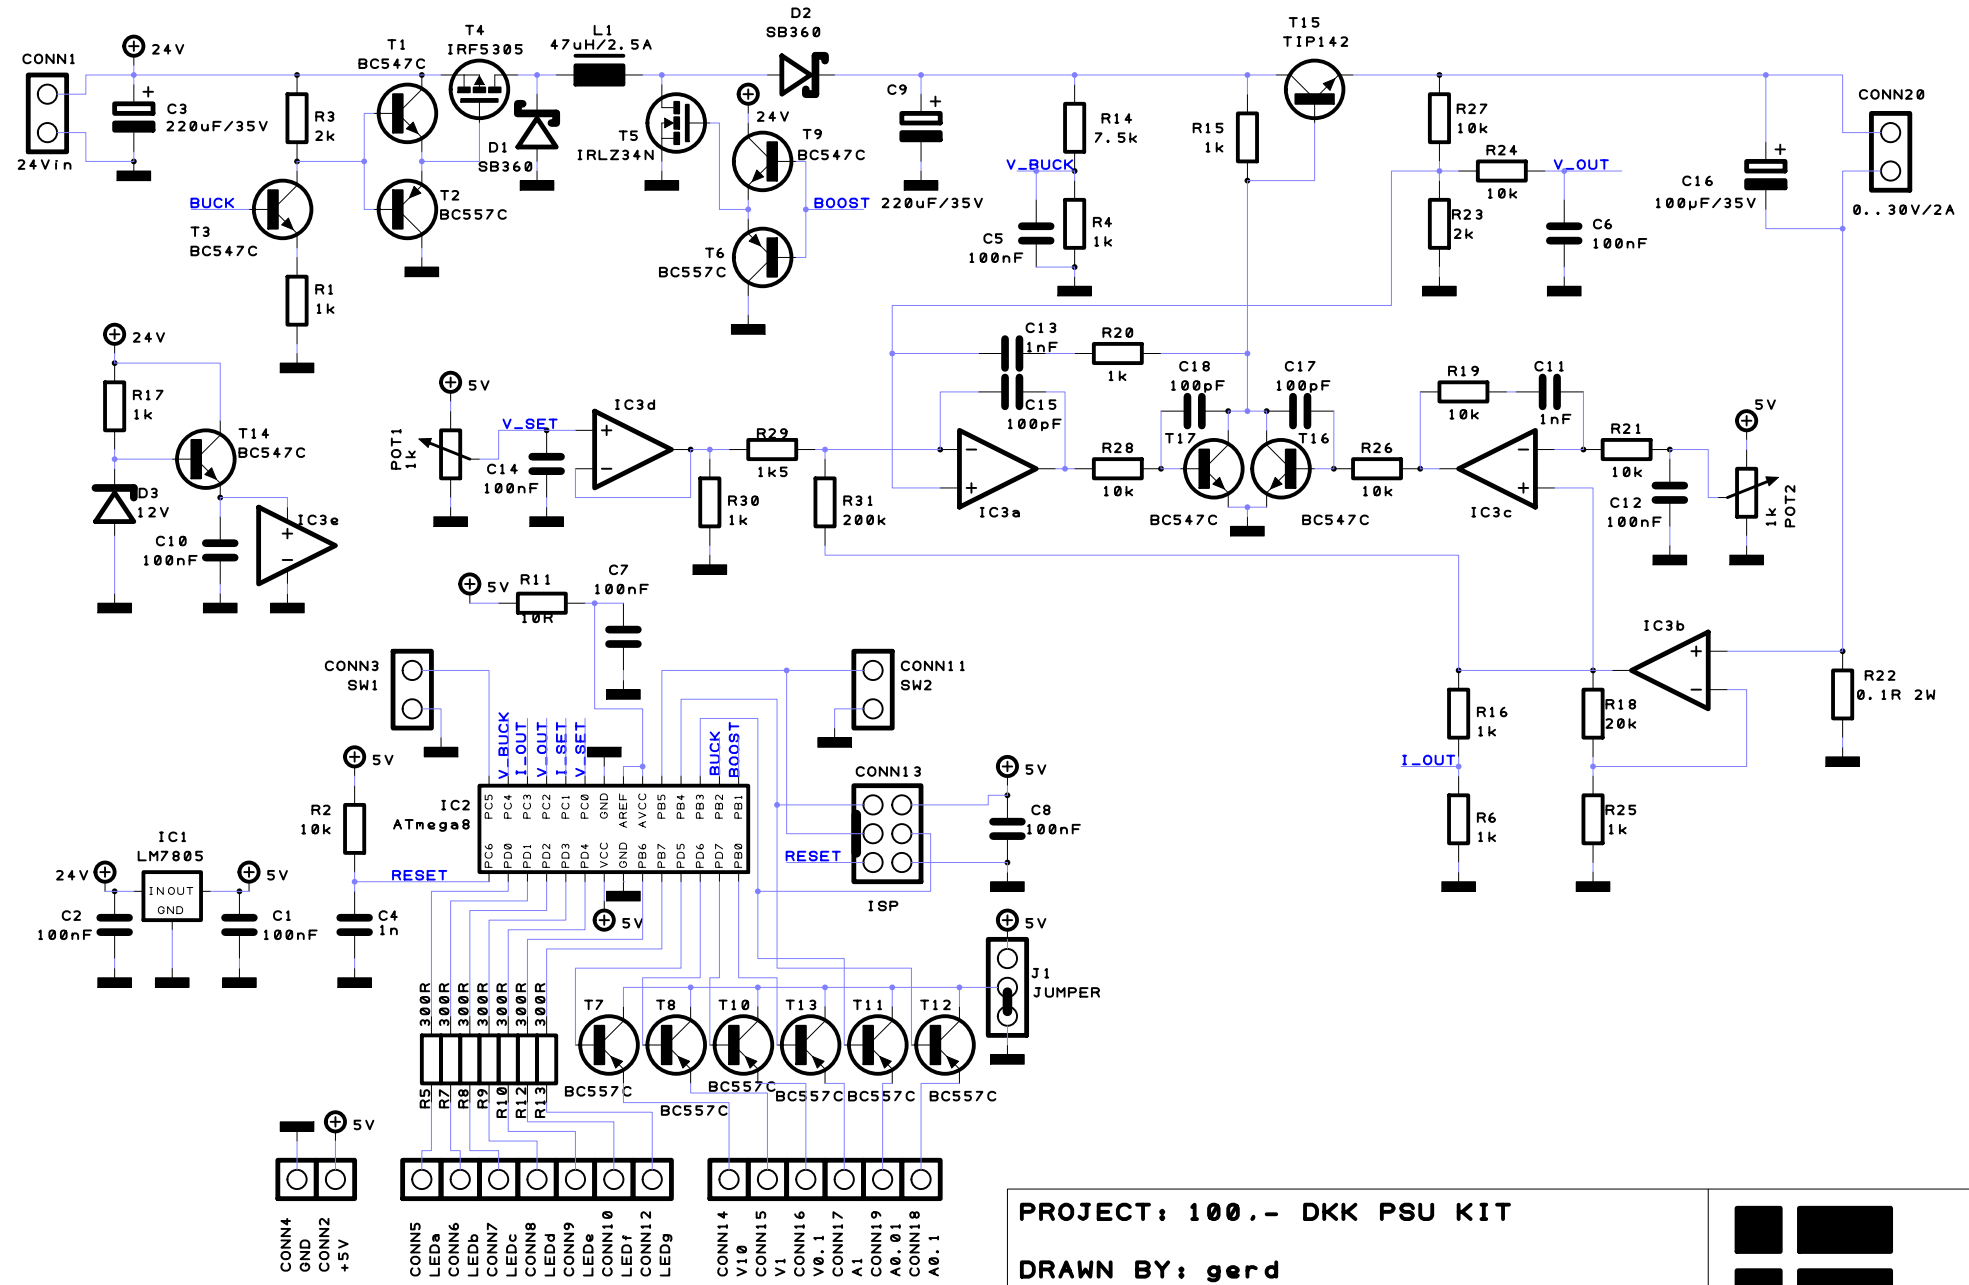 CONN1
24Vin
24V
C3
220uF/35V
R3
2k
T1
BC547C
T4
IRF5305
L1
47uH/2.5A
D2
SB360
T15
TIP142
BUCK
T3
BC547C
R1
1k
T2
BC557C
D1
SB360
T5
IRLZ34N
24V
T9
BC547C
BOOST
T6
BC557C
C9
220uF/35V
V_BUCK
R14
7.5k
R4
1k
C5
100nF
R15
1k
R27
10k
R24
10k
V_OUT
R23
2k
C6
100nF
C16
100µF/35V
CONN20
0..30V/2A
24V
R17
1k
T14
BC547C
D3
12V
C10
100nF
IC3e
5V
POT1
1k
V_SET
C14
100nF
IC3d
R29
1k5
R30
1k
R31
200k
C13
1nF
R20
1k
C15
100pF
IC3a
R28
10k
C18
100pF
C17
100pF
T17
BC547C
T16
BC547C
R26
10k
R19
10k
C11
1nF
IC3c
R21
10k
C12
100nF
5V
1k
POT2
5V
R11
10R
C7
100nF
CONN3
SW1
CONN11
SW2
IC3b
R22
0.1R 2W
R16
1k
R18
20k
I_OUT
R6
1k
R25
1k
V_BUCK
I_OUT
V_OUT
I_SET
V_SET
BUCK
BOOST
IC2
ATmega8
PC5
PC4
PC3
PC2
PC1
PC0
GND
AREF
AVCC
PB5
PB4
PB3
PB2
PB1
PC6
PD0
PD1
PD2
PD3
PD4
VCC
GND
PB6
PB7
PD5
PD6
PD7
PB0
5V
5V
R2
10k
RESET
C4
1n
CONN13
ISP
RESET
5V
C8
100nF
IC1
LM7805
IN OUT
GND
24V
5V
C2
100nF
C1
100nF
5V
J1
JUMPER
300R
300R
300R
300R
300R
300R
300R
R5
R7
R8
R9
R10
R12
R13
T7
BC557C
T8
BC557C
T10
BC557C
T13
BC557C
T11
BC557C
T12
BC557C
5V
CONN4
GND
CONN2
+5V
CONN5
LEDa
CONN6
LEDb
CONN7
LEDc
CONN8
LEDd
CONN9
LEDe
CONN10
LEDf
CONN12
LEDg
CONN14
V10
CONN15
V1
CONN16
V0.1
CONN17
A1
CONN19
A0.01
CONN18
A0.1
PROJECT: 100.- DKK PSU KIT
DRAWN BY: gerd